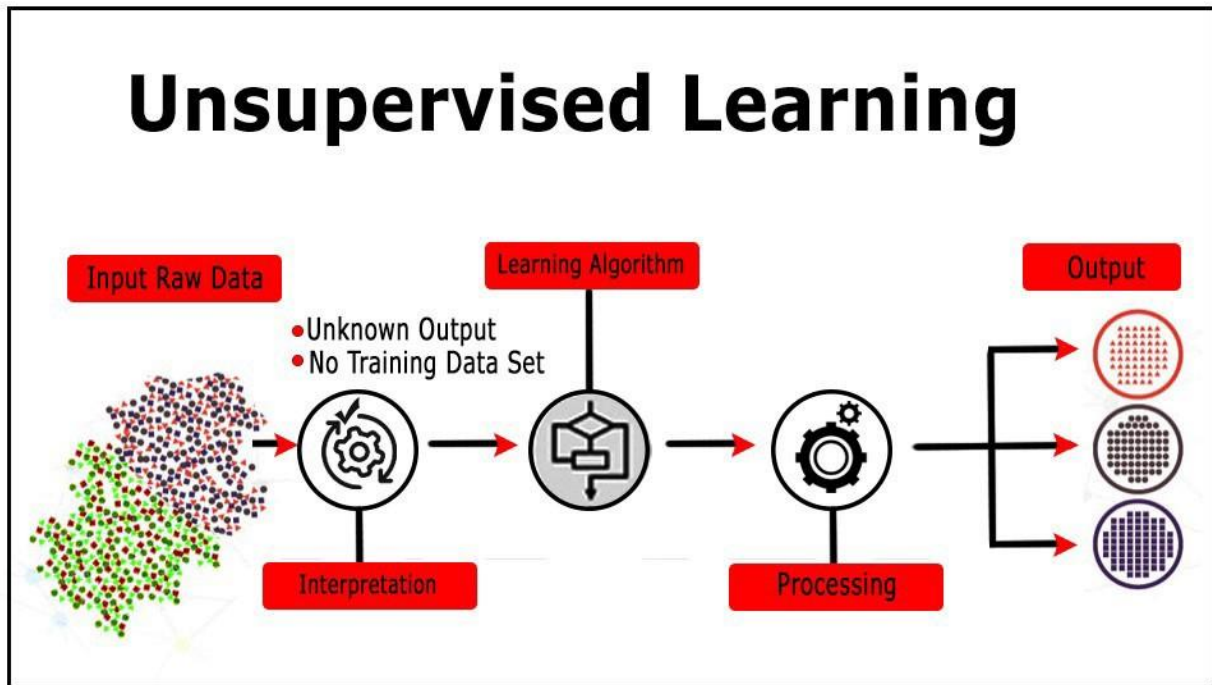 Unsupervised Learning
Input Raw Data
Learning Algorithm
Output
•Unknown Output
• No Training Data Set
Interpretation
Processing